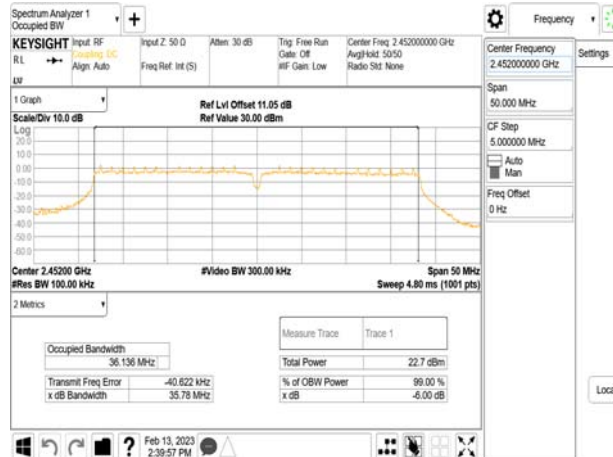 Spectrum Analyzer 1
Occupied BW
+
Frequency
KEYSIGHT
Input: RF
Coupling: DC
Align: Auto
Input Z: 50 Ω
Freq Ref: Int (S)
Atten: 30 dB
Trig: Free Run
Gate: Off
#IF Gain: Low
Center Freq: 2.452000000 GHz
Avg|Hold: 50/50
Radio Std: None
RL
LXI
Center Frequency
2.452000000 GHz
Settings
Span
50.000 MHz
CF Step
5.000000 MHz
Auto
Man
Freq Offset
0 Hz
Local
1 Graph
Scale/Div 10.0 dB
Ref Lvl Offset 11.05 dB
Ref Value 30.00 dBm
Log
20.0
10.0
0.00
-10.0
-20.0
-30.0
-40.0
-50.0
-60.0
Center 2.45200 GHz
#Video BW 300.00 kHz
Span 50 MHz
#Res BW 100.00 kHz
Sweep 4.80 ms (1001 pts)
2 Metrics
Measure Trace
Trace 1
Occupied Bandwidth
36.136 MHz
Total Power
22.7 dBm
Transmit Freq Error
-40.622 kHz
% of OBW Power
99.00 %
x dB Bandwidth
35.78 MHz
x dB
-6.00 dB
?
Feb 13, 2023
2:39:57 PM